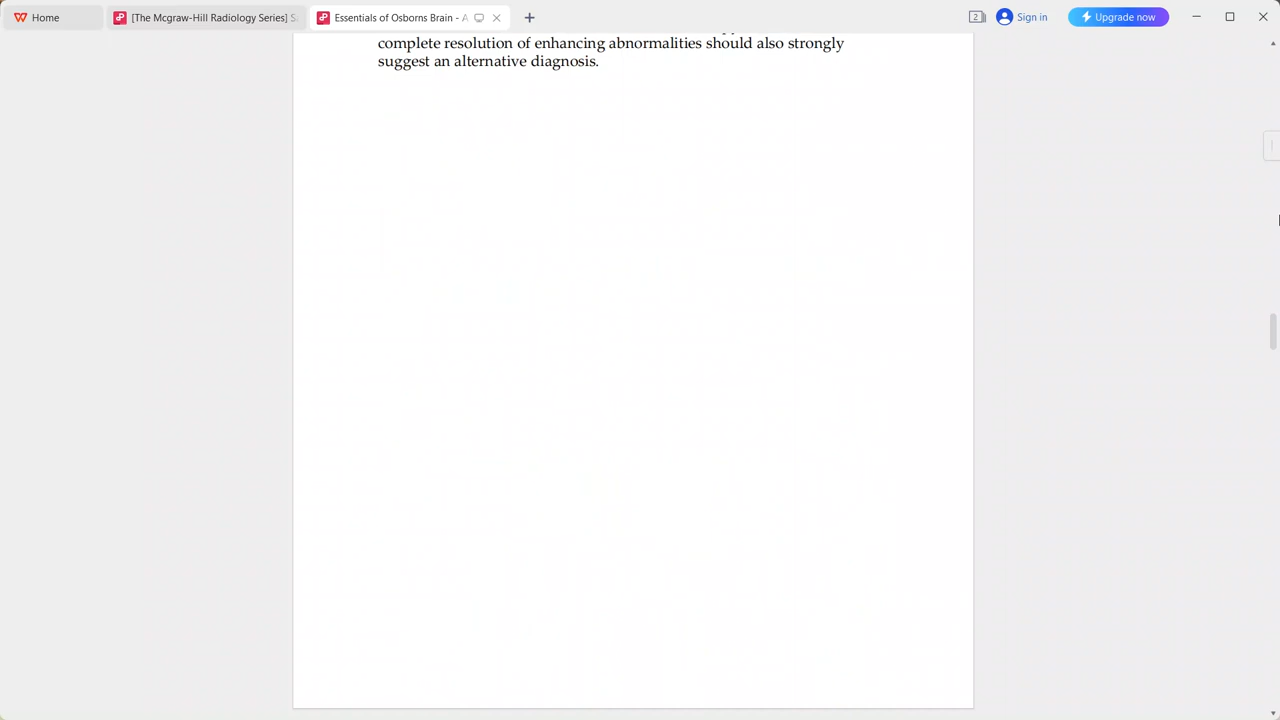 Home
[The Mcgraw-Hill Radiology Series] S
Essentials of Osborns Brain - A
2
Sign in
Upgrade now
complete resolution of enhancing abnormalities should also strongly
suggest an alternative diagnosis.